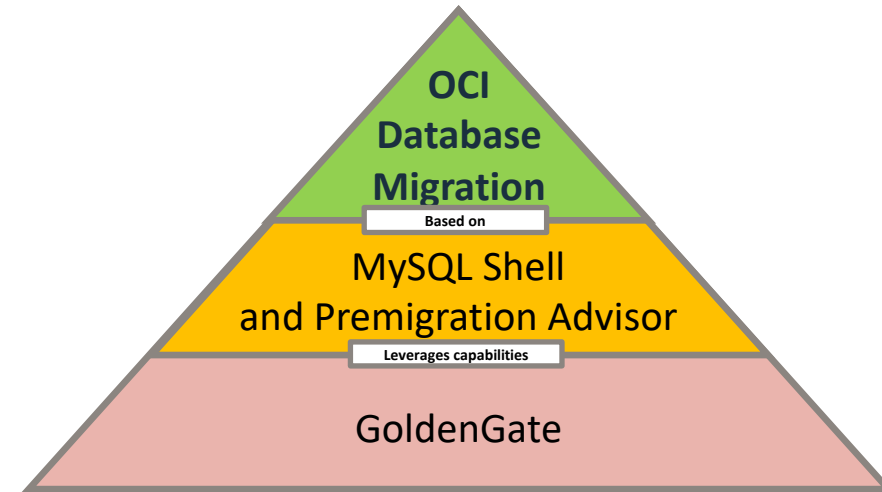 OCI
Database
Migration
Based on
MySQL Shell
and Premigration Advisor
Leverages capabilities
GoldenGate